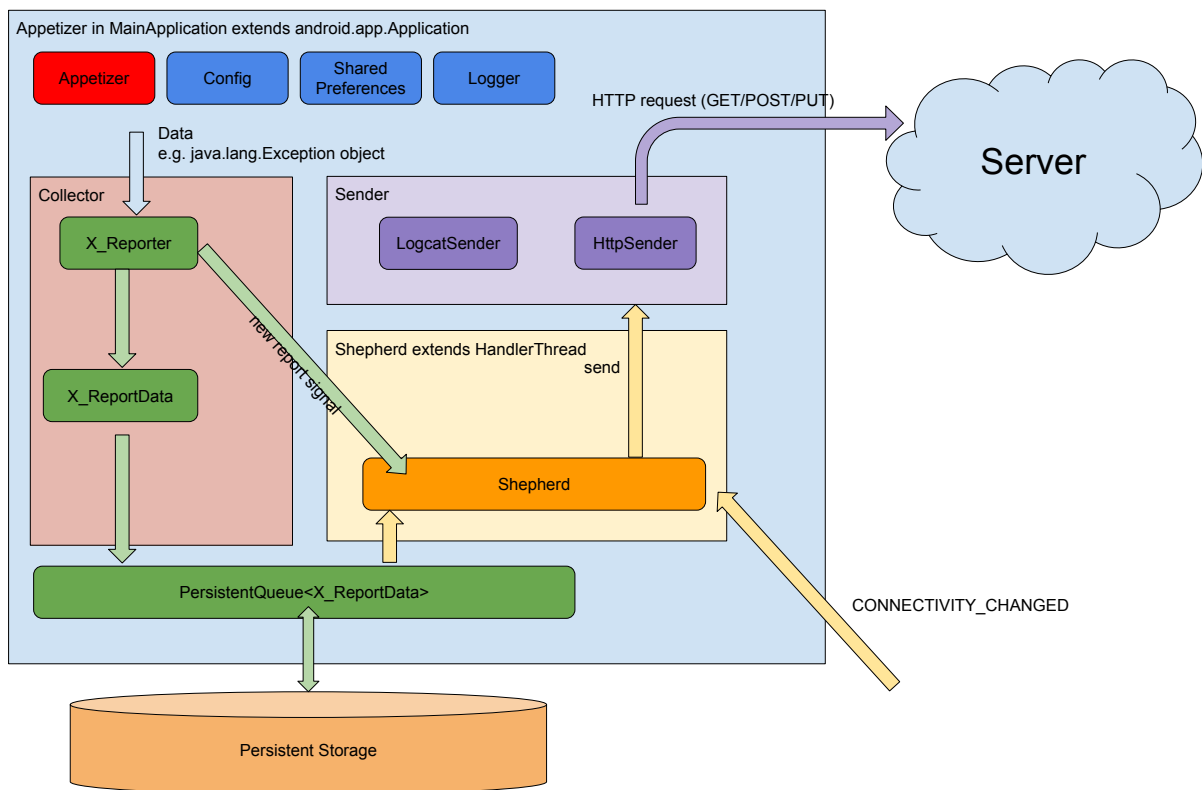 Appetizer in MainApplication extends android.app.Application
Appetizer
Config
Shared
Preferences
Logger
HTTP request (GET/POST/PUT)
Server
Data
e.g. java.lang.Exception object
Collector
Sender
X_Reporter
LogcatSender
HttpSender
new report signal
Shepherd extends HandlerThread
send
X_ReportData
Shepherd
PersistentQueue<X_ReportData>
CONNECTIVITY_CHANGED
Persistent Storage